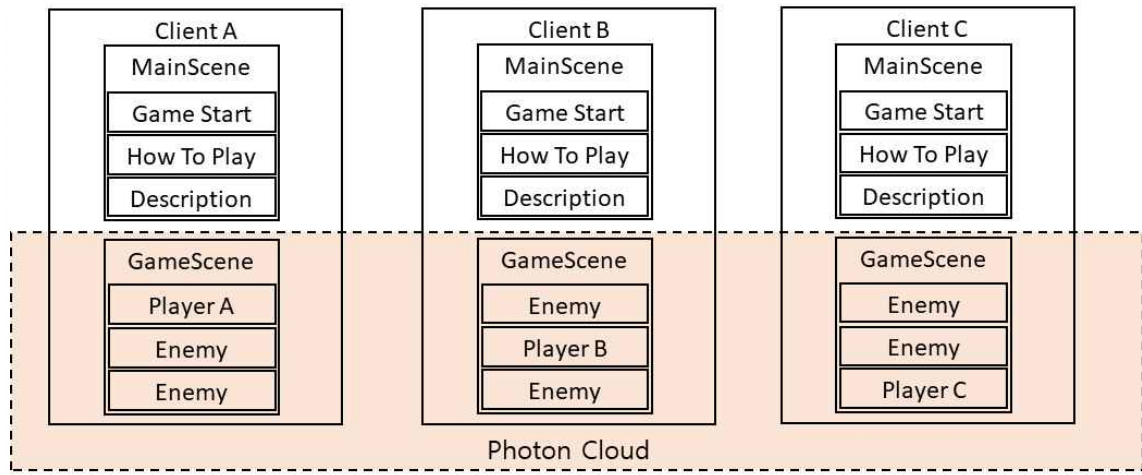 Client A
MainScene
Game Start
How To Play
Description
GameScene
Player A
Enemy
Enemy
Client B
MainScene
Game Start
How To Play
Description
GameScene
Enemy
Player B
Enemy
Client C
MainScene
Game Start
How To Play
Description
GameScene
Enemy
Enemy
Player C
Photon Cloud